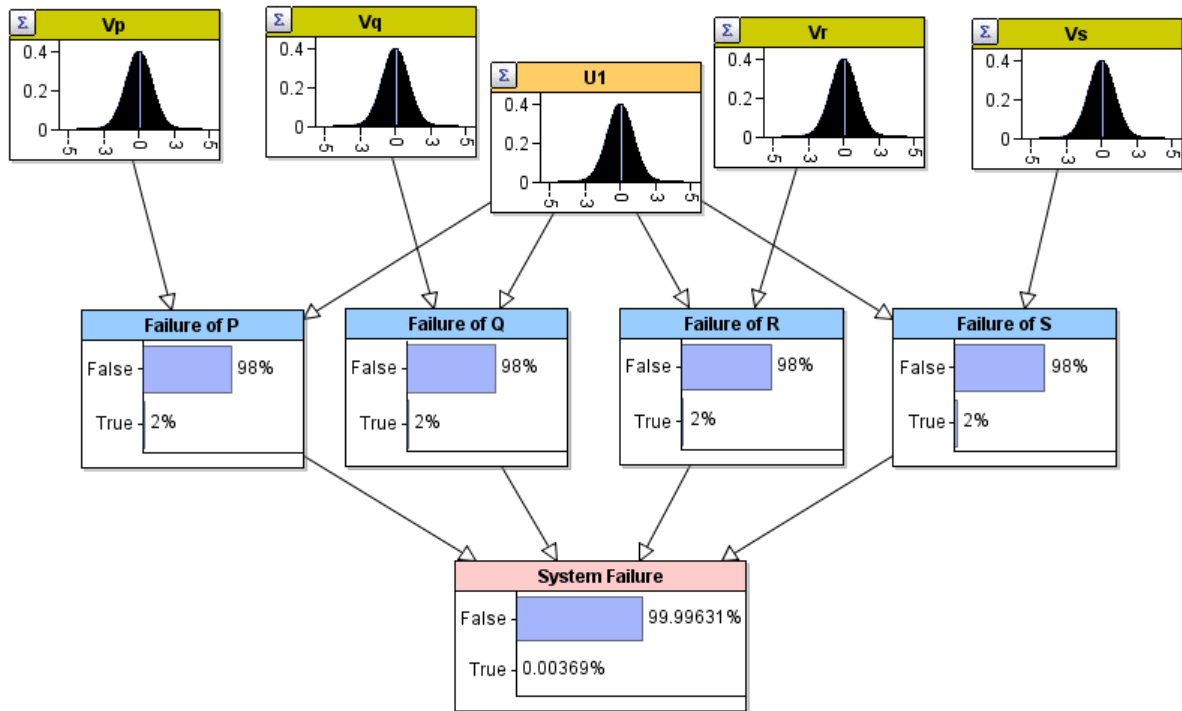 Σ Vp
0.4
0.2
0
-5 -3 0 3 5
Σ Vq
0.4
0.2
0
-5 -3 0 3 5
Σ U1
0.4
0.2
0
-5 -3 0 3 5
Σ Vr
0.4
0.2
0
-5 -3 0 3 5
Σ Vs
0.4
0.2
0
-5 -3 0 3 5
Failure of P
False 98%
True 2%
Failure of Q
False 98%
True 2%
Failure of R
False 98%
True 2%
Failure of S
False 98%
True 2%
System Failure
False 99.99631%
True 0.00369%